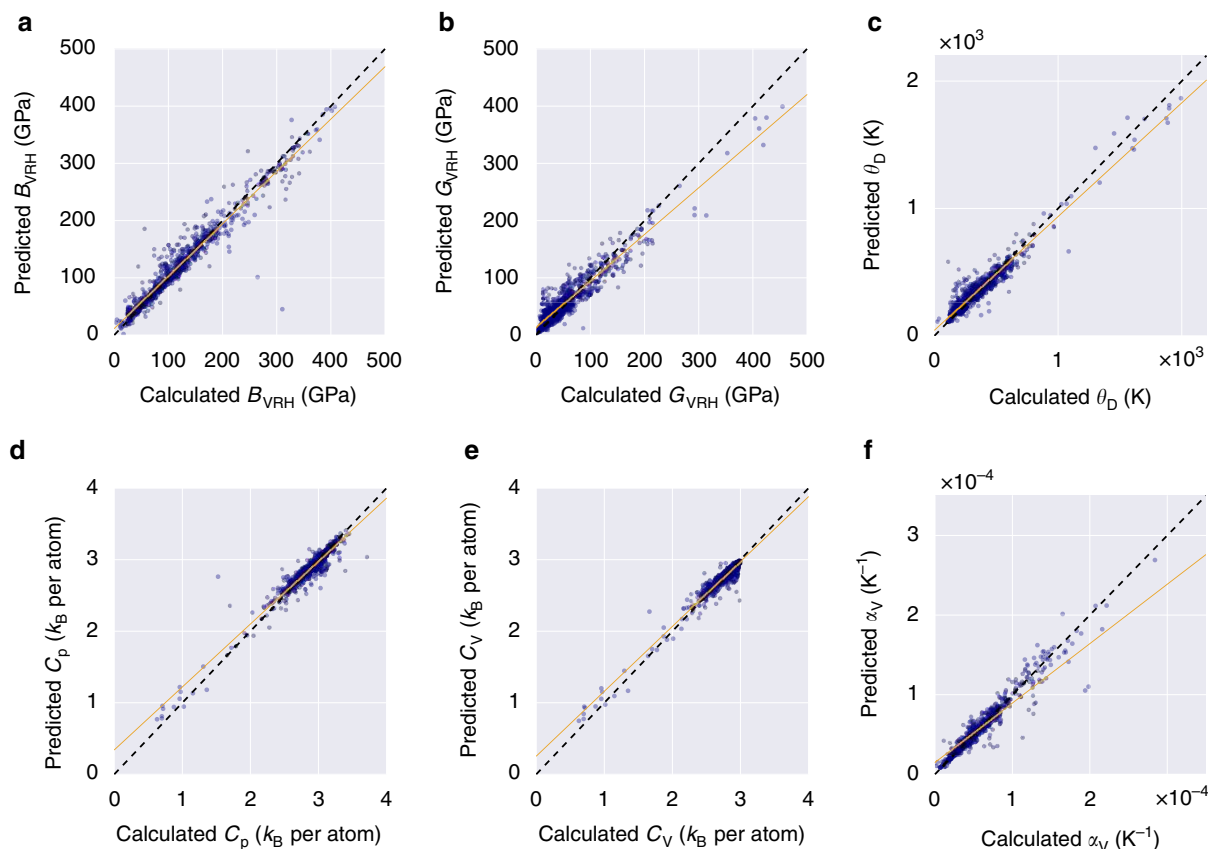 a
500
400
300
200
100
0
Predicted B_VRH (GPa)
0 100 200 300 400 500
Calculated B_VRH (GPa)
b
500
400
300
200
100
0
Predicted G_VRH (GPa)
0 100 200 300 400 500
Calculated G_VRH (GPa)
c
×10³
2
1
0
Predicted θ_D (K)
0 1 2
×10³
Calculated θ_D (K)
d
4
3
2
1
0
Predicted C_p (k_B per atom)
0 1 2 3 4
Calculated C_p (k_B per atom)
e
4
3
2
1
0
Predicted C_V (k_B per atom)
0 1 2 3 4
Calculated C_V (k_B per atom)
f
×10⁻⁴
3
2
1
0
Predicted α_V (K⁻¹)
0 1 2 3
×10⁻⁴
Calculated α_V (K⁻¹)